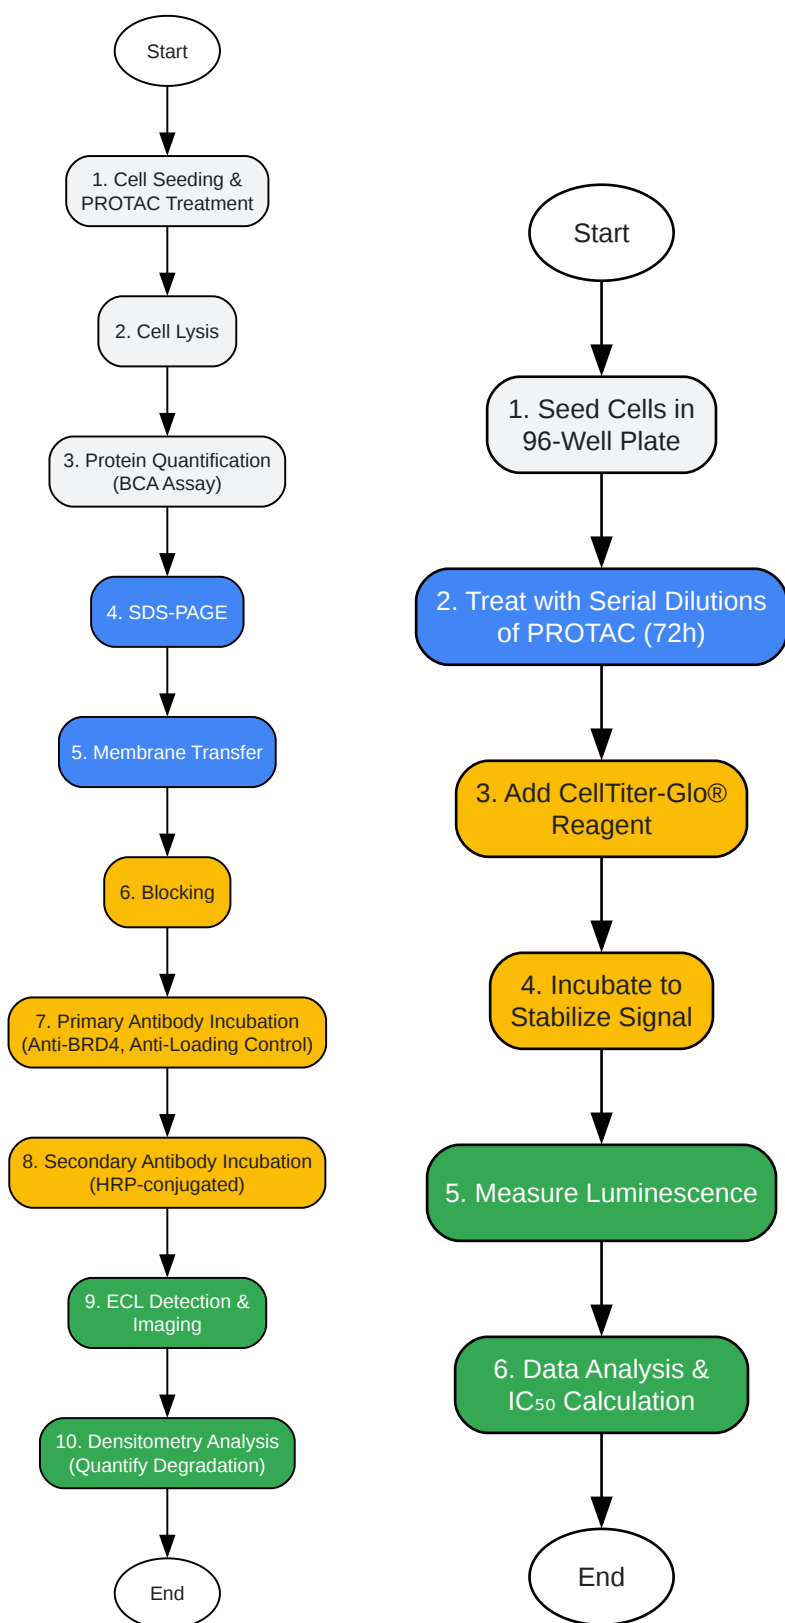 Start
1. Cell Seeding &
PROTAC Treatment
2. Cell Lysis
3. Protein Quantification
(BCA Assay)
4. SDS-PAGE
5. Membrane Transfer
6. Blocking
7. Primary Antibody Incubation
(Anti-BRD4, Anti-Loading Control)
8. Secondary Antibody Incubation
(HRP-conjugated)
9. ECL Detection &
Imaging
10. Densitometry Analysis
(Quantify Degradation)
End
Start
1. Seed Cells in
96-Well Plate
2. Treat with Serial Dilutions
of PROTAC (72h)
3. Add CellTiter-Glo®
Reagent
4. Incubate to
Stabilize Signal
5. Measure Luminescence
6. Data Analysis &
IC₅₀ Calculation
End